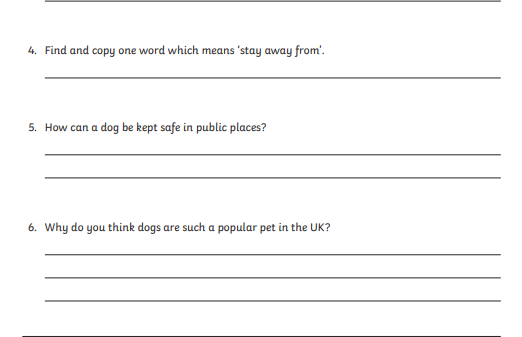 4. Find and copy one word which means ‘stay away from’.
5. How can a dog be kept safe in public places?
6. Why do you think dogs are such a popular pet in the UK?